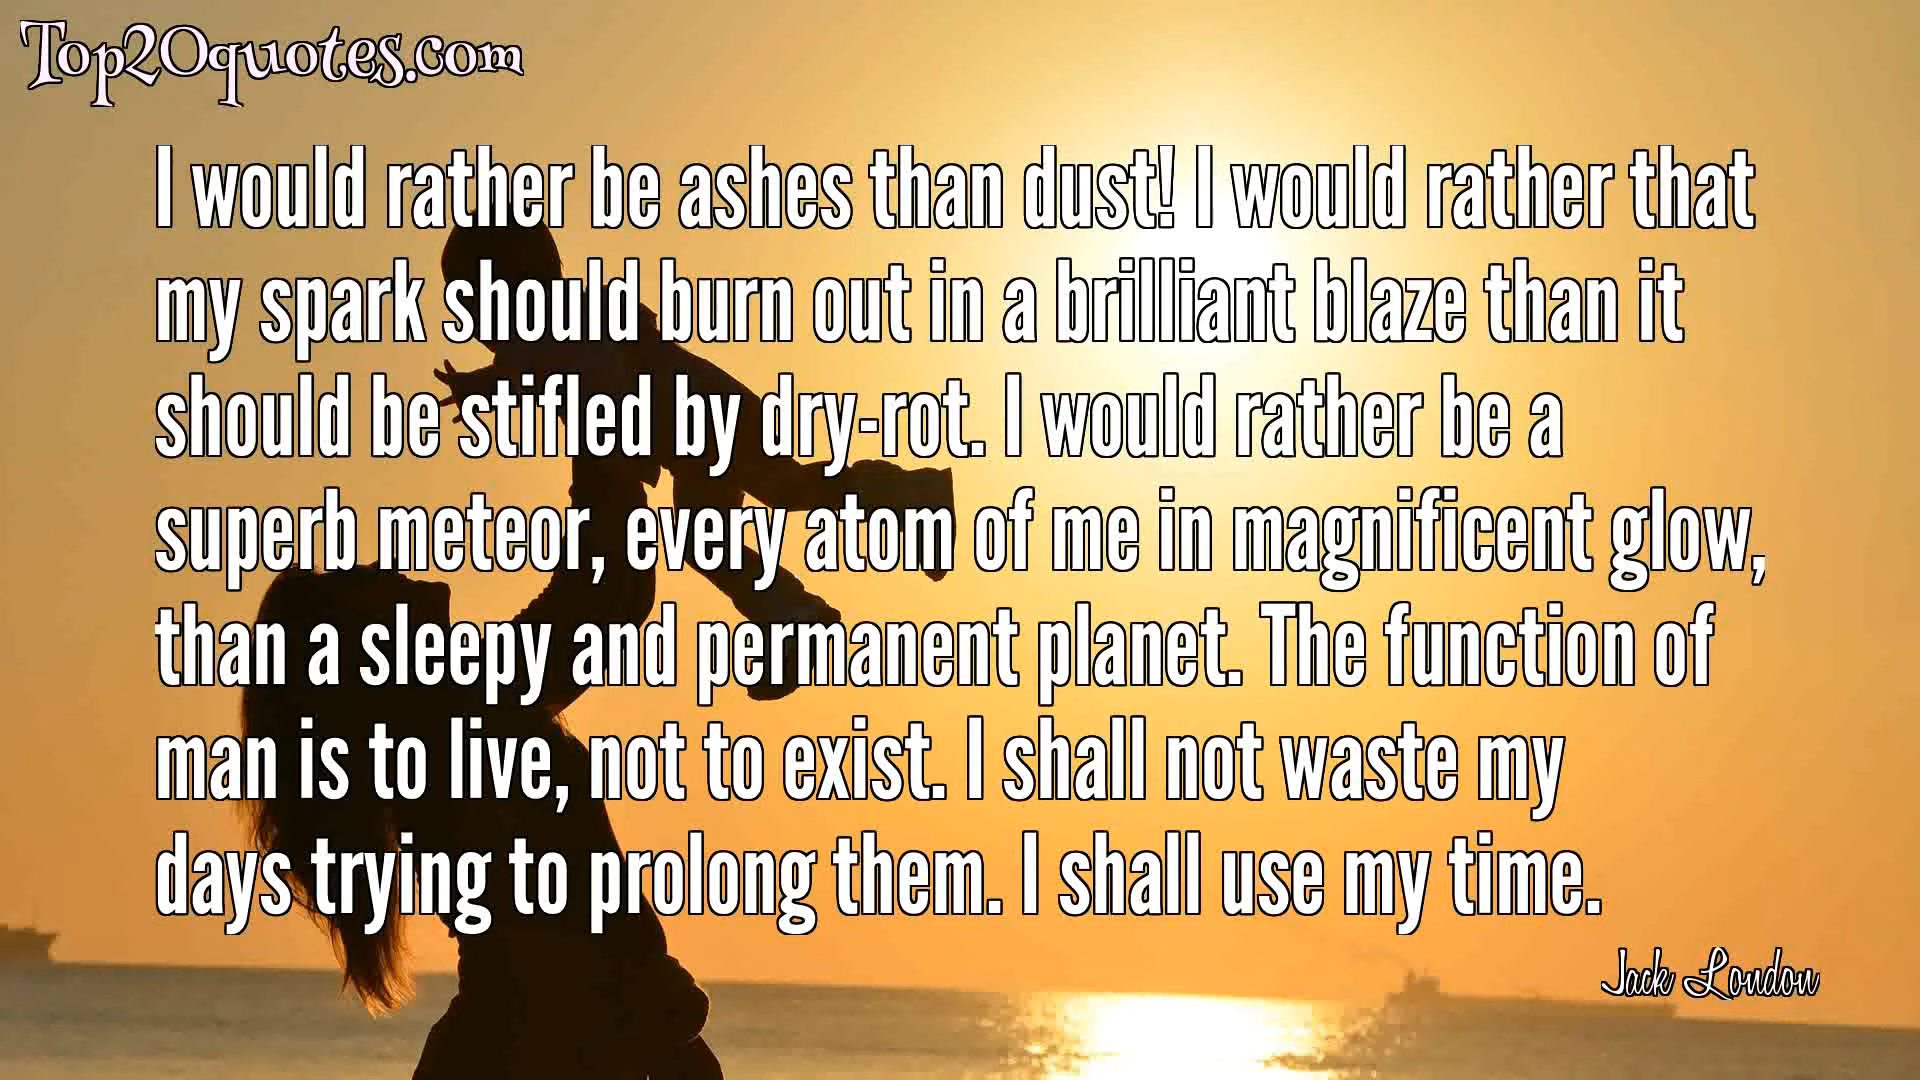 Top20quotes.com
I would rather be ashes than dust! I would rather that
my spark should burn out in a brilliant blaze than it
should be stifled by dry-rot. I would rather be a
superb meteor, every atom of me in magnificent glow,
than a sleepy and permanent planet. The function of
man is to live, not to exist. I shall not waste my
days trying to prolong them. I shall use my time.
Jack London